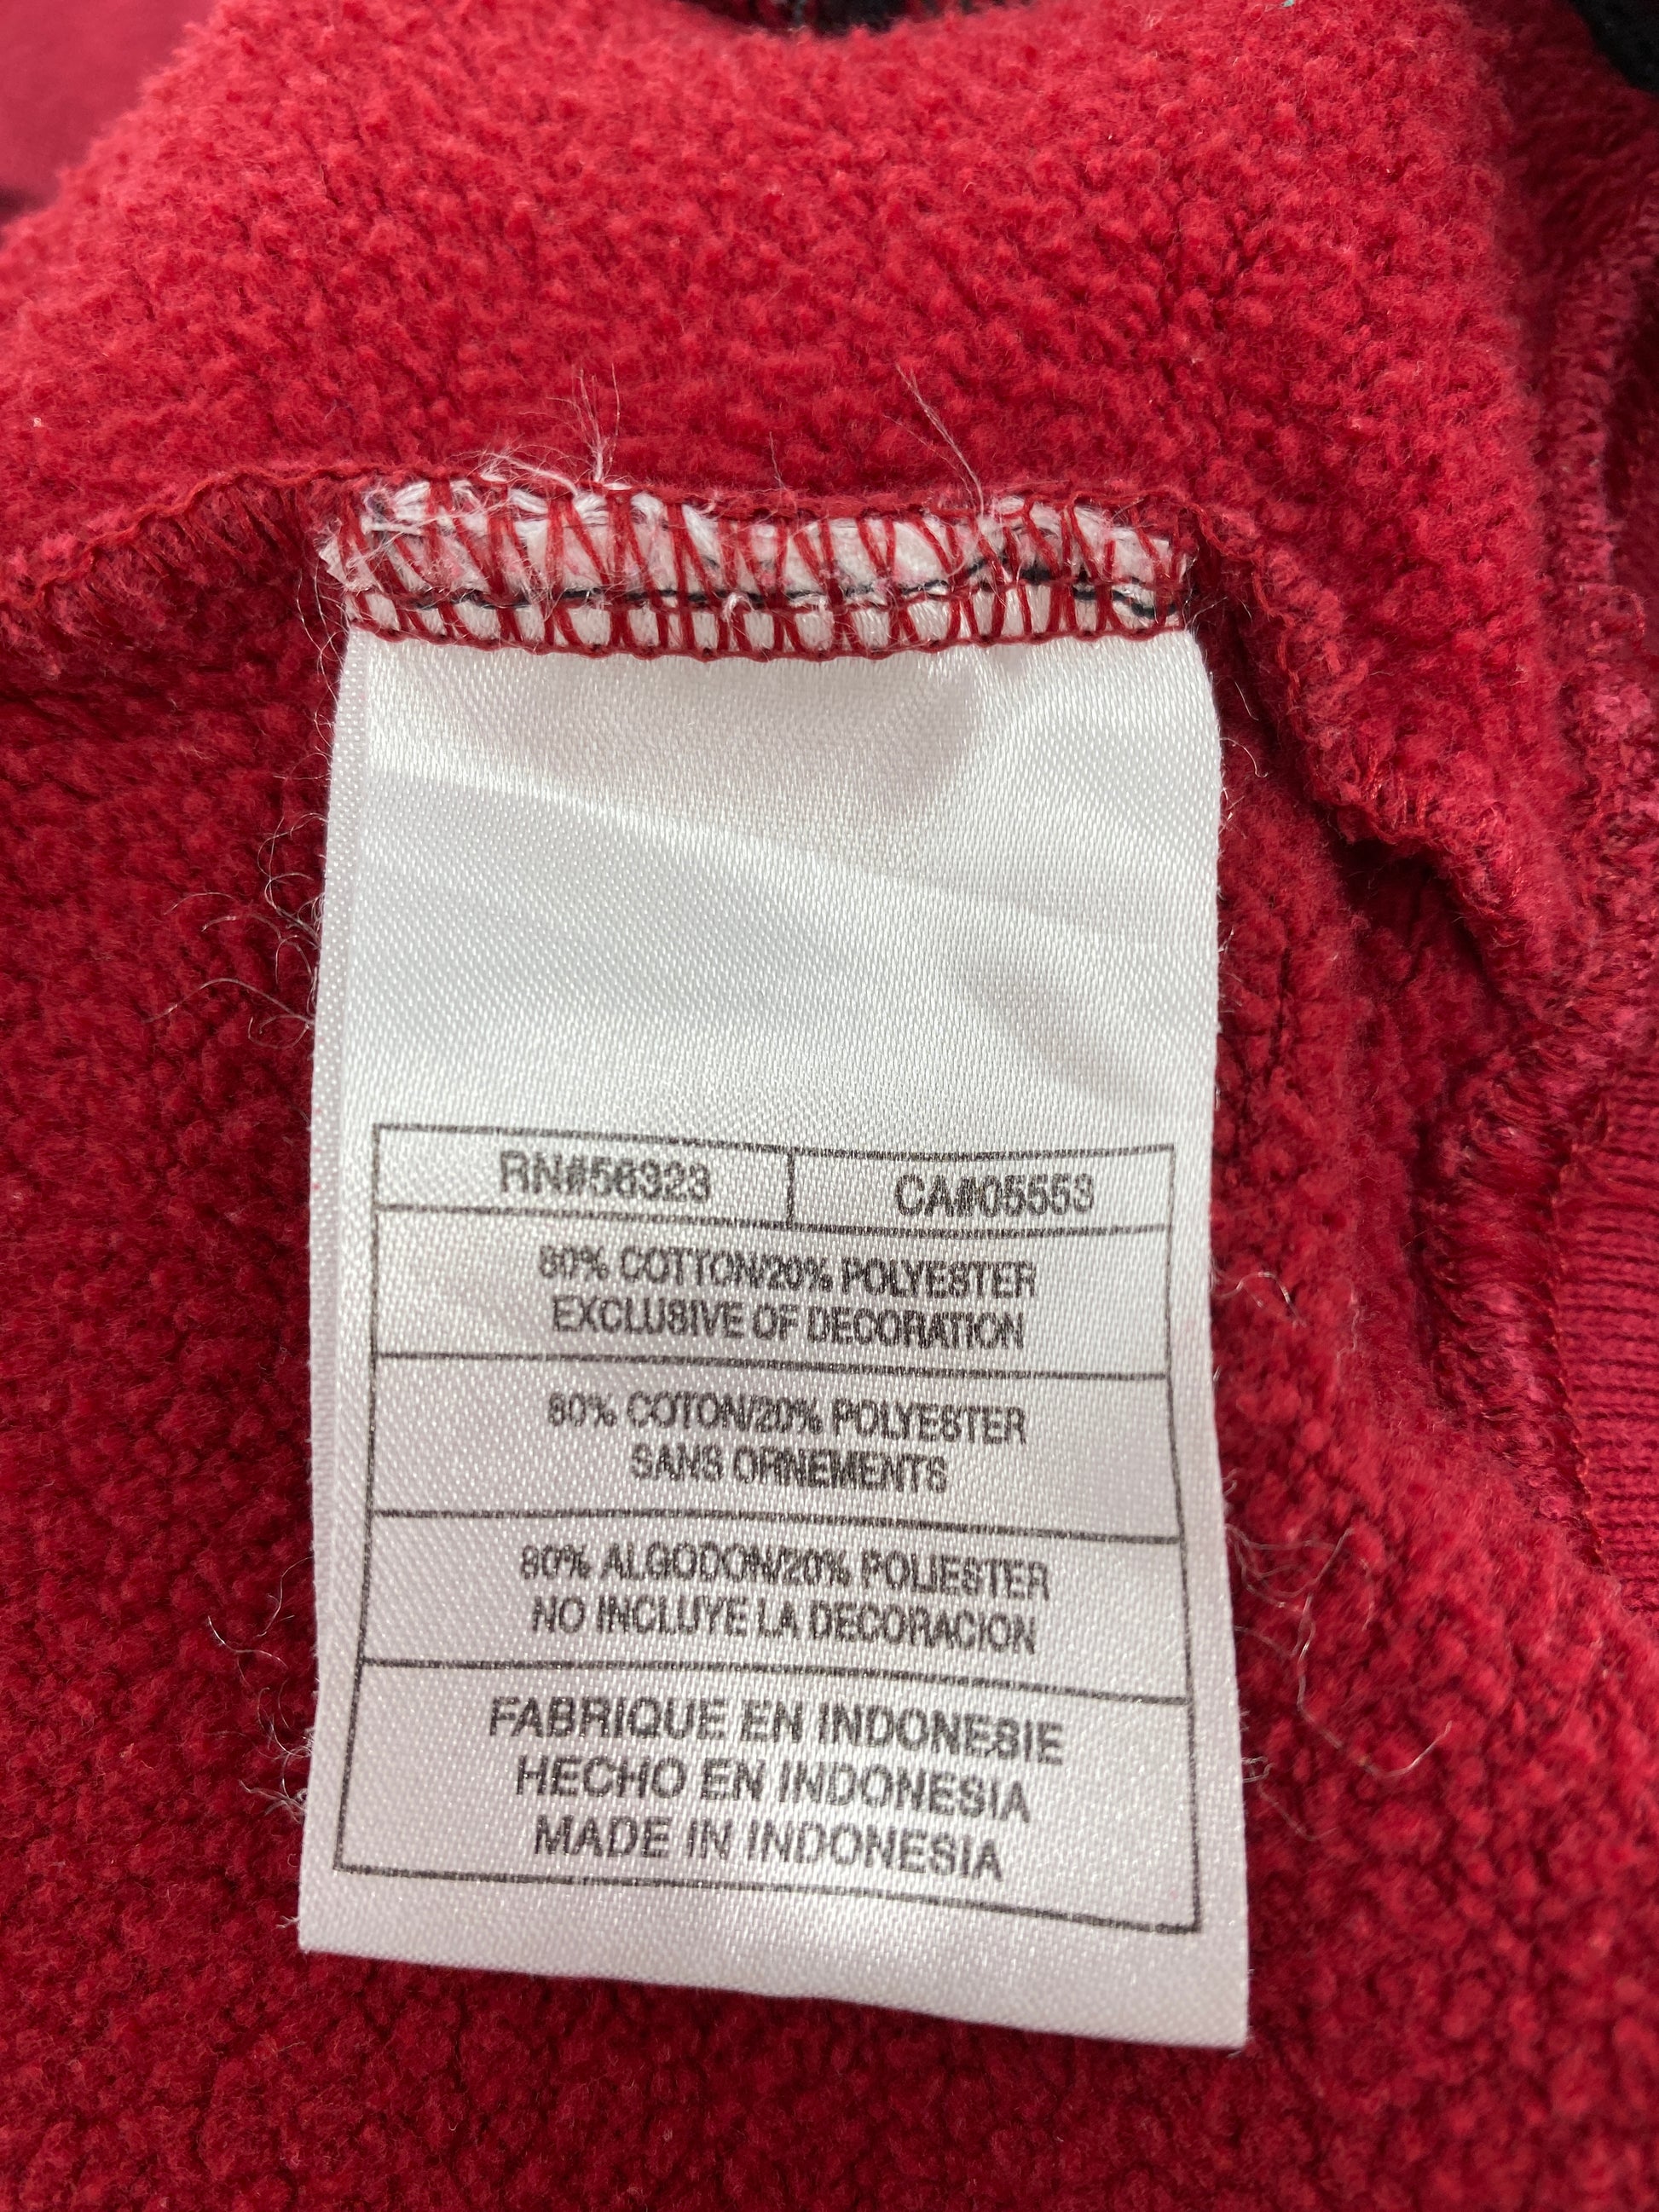 RN#56323 CA#05553
80% COTTON/20% POLYESTER
EXCLUSIVE OF DECORATION
80% COTON/20% POLYESTER
SANS ORNEMENTS
80% ALGODON/20% POLIESTER
NO INCLUYE LA DECORACION
FABRIQUE EN INDONESIE
HECHO EN INDONESIA
MADE IN INDONESIA